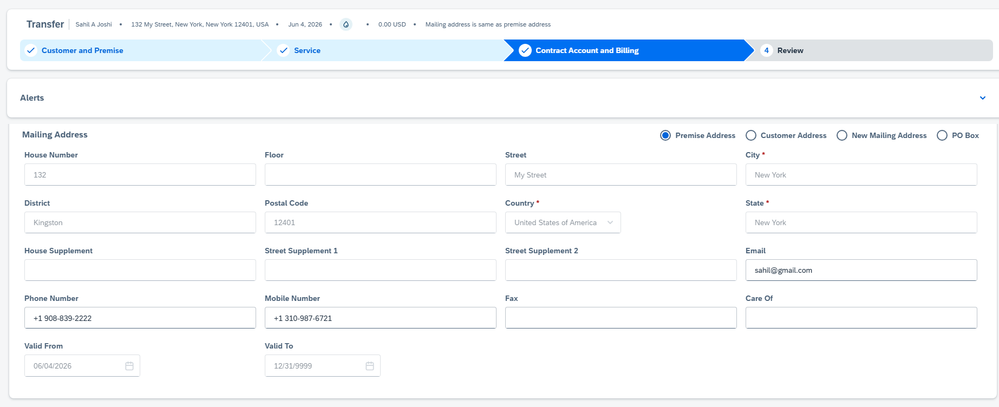 Transfer Sahil A Joshi • 132 My Street, New York, New York 12401, USA • Jun 4, 2026 • • 0.00 USD • Mailing address is same as premise address
Customer and Premise Service Contract Account and Billing 4 Review
Alerts
Mailing Address Premise Address Customer Address New Mailing Address PO Box
House Number Floor Street City *
132 My Street New York
District Postal Code Country * State *
Kingston 12401 United States of America New York
House Supplement Street Supplement 1 Street Supplement 2 Email
sahil@gmail.com
Phone Number Mobile Number Fax Care Of
+1 908-839-2222 +1 310-987-6721
Valid From Valid To
06/04/2026 12/31/9999